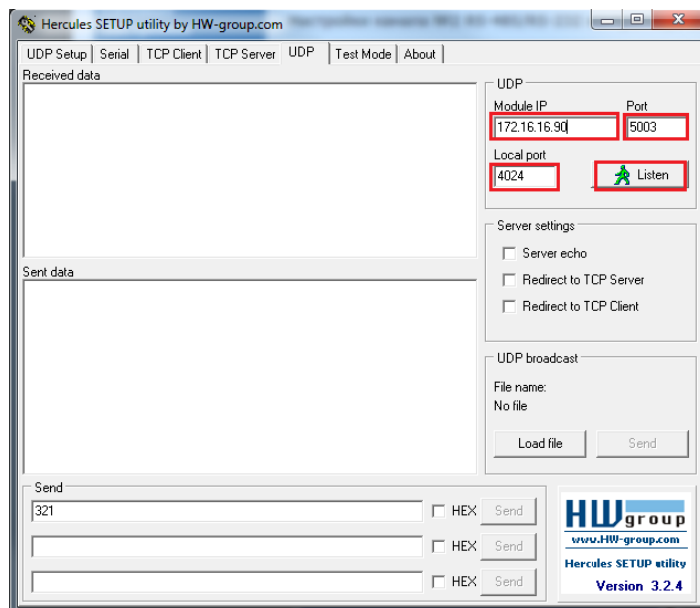 Hercules SETUP utility by HW-group.com
UDP Setup Serial TCP Client TCP Server UDP Test Mode About
Received data
UDP
Module IP Port
172.16.16.90 5003
Local port
4024 Listen
Server settings
Server echo
Redirect to TCP Server
Redirect to TCP Client
Sent data
UDP broadcast
File name:
No file
Load file Send
Send
321 HEX Send
HEX Send
HEX Send
HW group
www.HW-group.com
Hercules SETUP utility
Version 3.2.4